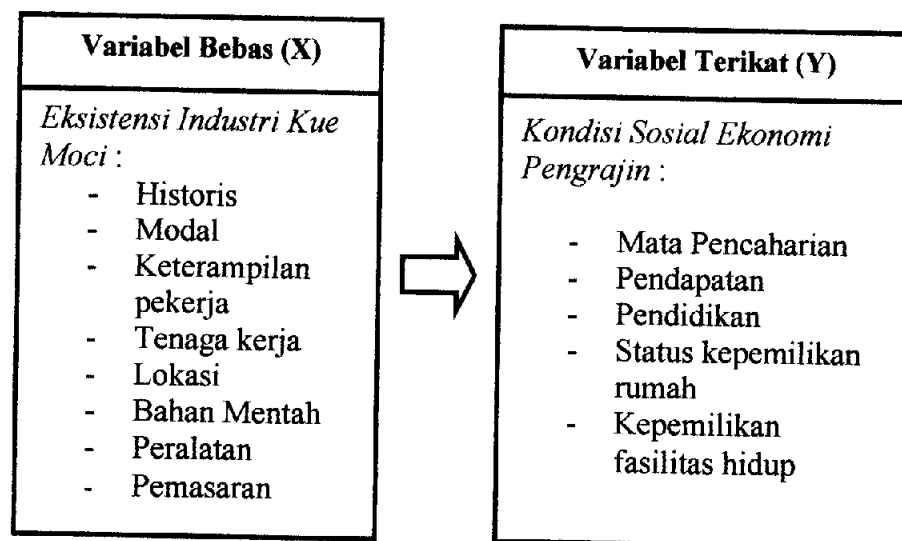 Variabel Bebas (X)
Eksistensi Industri Kue
Moci :
- Historis
- Modal
- Keterampilan
pekerja
- Tenaga kerja
- Lokasi
- Bahan Mentah
- Peralatan
- Pemasaran
Variabel Terikat (Y)
Kondisi Sosial Ekonomi
Pengrajin :
- Mata Pencaharian
- Pendapatan
- Pendidikan
- Status kepemilikan
rumah
- Kepemilikan
fasilitas hidup